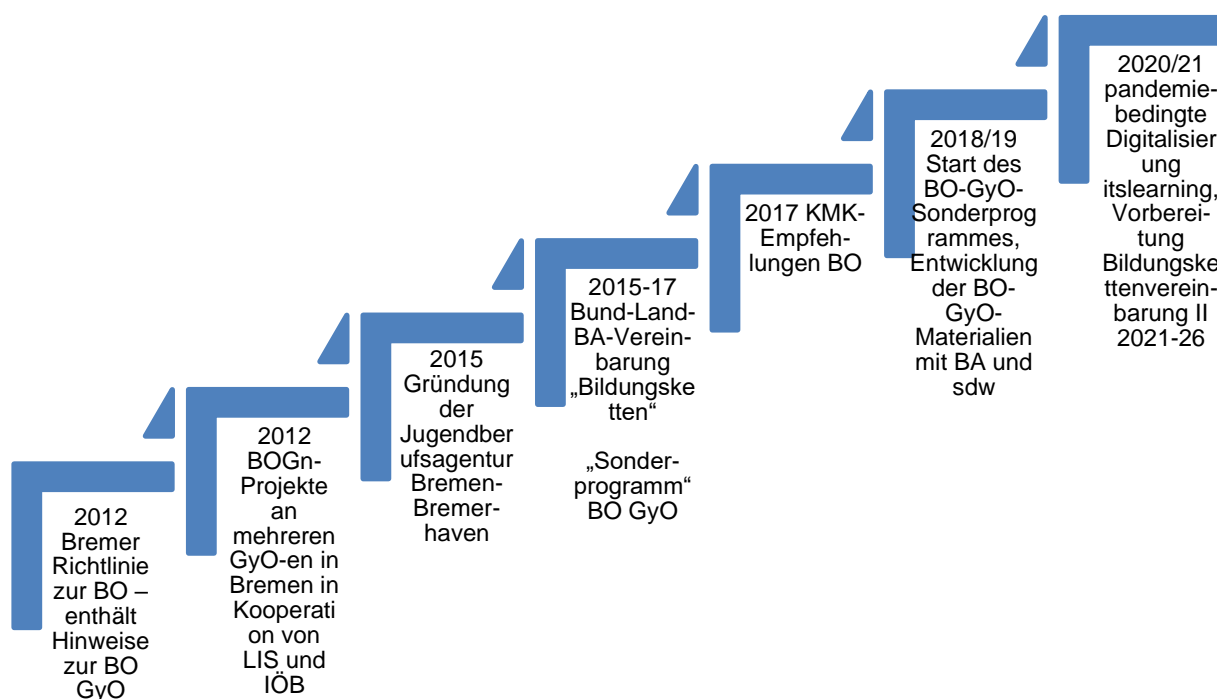 2012
Bremer
Richtlinie
zur BO –
enthält
Hinweise
zur BO
GyO
2012
BOGn-
Projekte
an
mehreren
GyO-en in
Bremen in
Kooperati
on von
LIS und
IÖB
2015
Gründung
der
Jugendber
ufsagentur
Bremen-
Bremer-
haven
2015-17
Bund-Land-
BA-Verein-
barung
„Bildungske
tten“
„Sonder-
programm“
BO GyO
2017 KMK-
Empfeh-
lungen BO
2018/19
Start des
BO-GyO-
Sonderprog
rammes,
Entwicklung
der BO-
GyO-
Materialien
mit BA und
sdw
2020/21
pandemie-
bedingte
Digitalisier
ung
itslearning,
Vorberei-
tung
Bildungske
ttenverein-
barung II
2021-26